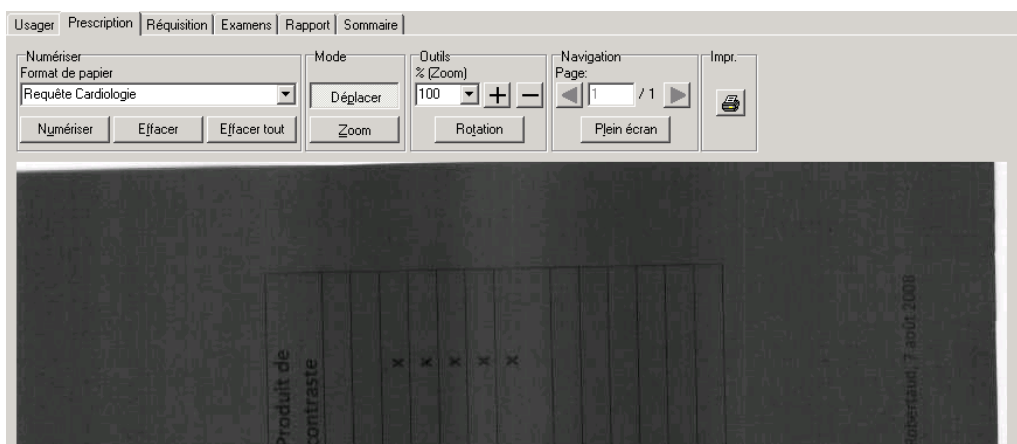 Usager Prescription Réquisition Examens Rapport Sommaire
Numériser Mode Outils Navigation Impr.
Format de papier % (Zoom) Page:
Requête Cardiologie Déplacer 100 1 / 1
Numériser Effacer Effacer tout Zoom Rotation Plein écran
Produit de
contraste
x x x x x
7 août 2008